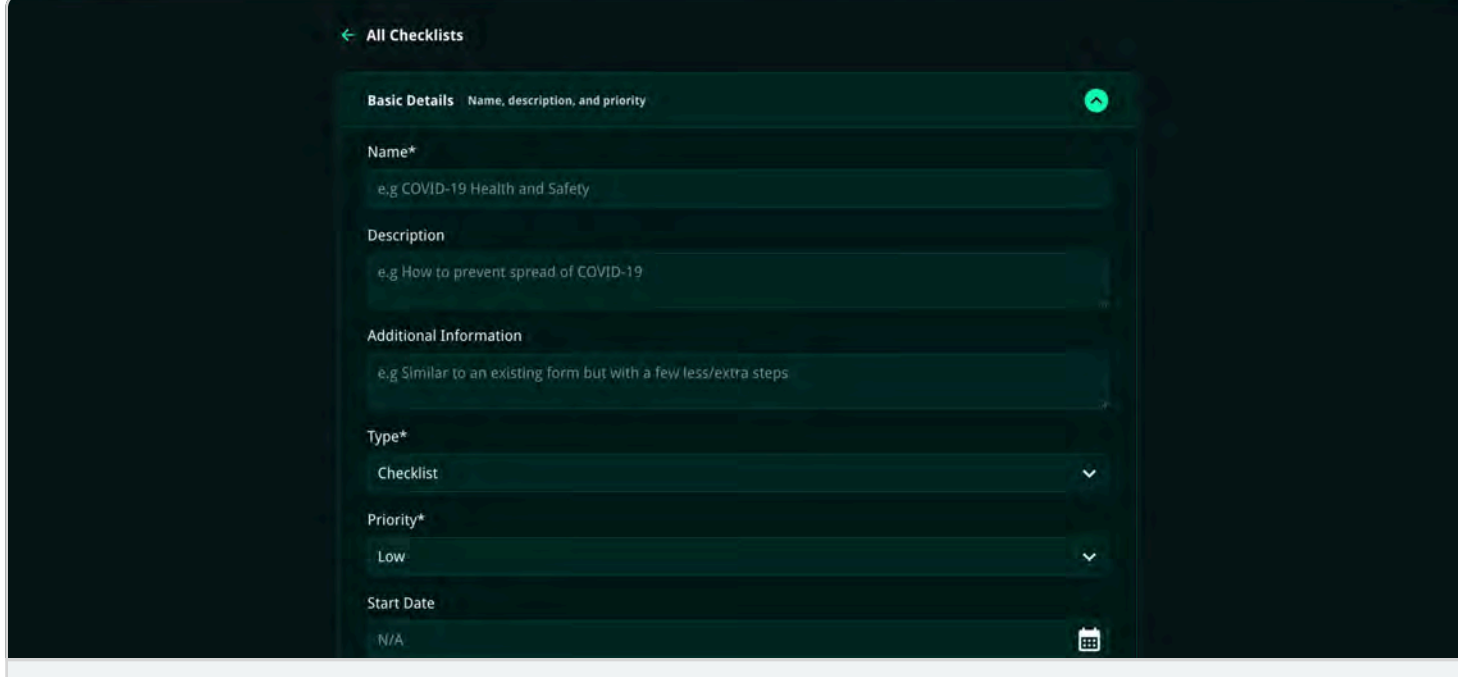 All Checklists
Basic Details Name, description, and priority
Name*
e.g COVID-19 Health and Safety
Description
e.g How to prevent spread of COVID-19
Additional Information
e.g Similar to an existing form but with a few less/extra steps
Type*
Checklist
Priority*
Low
Start Date
N/A